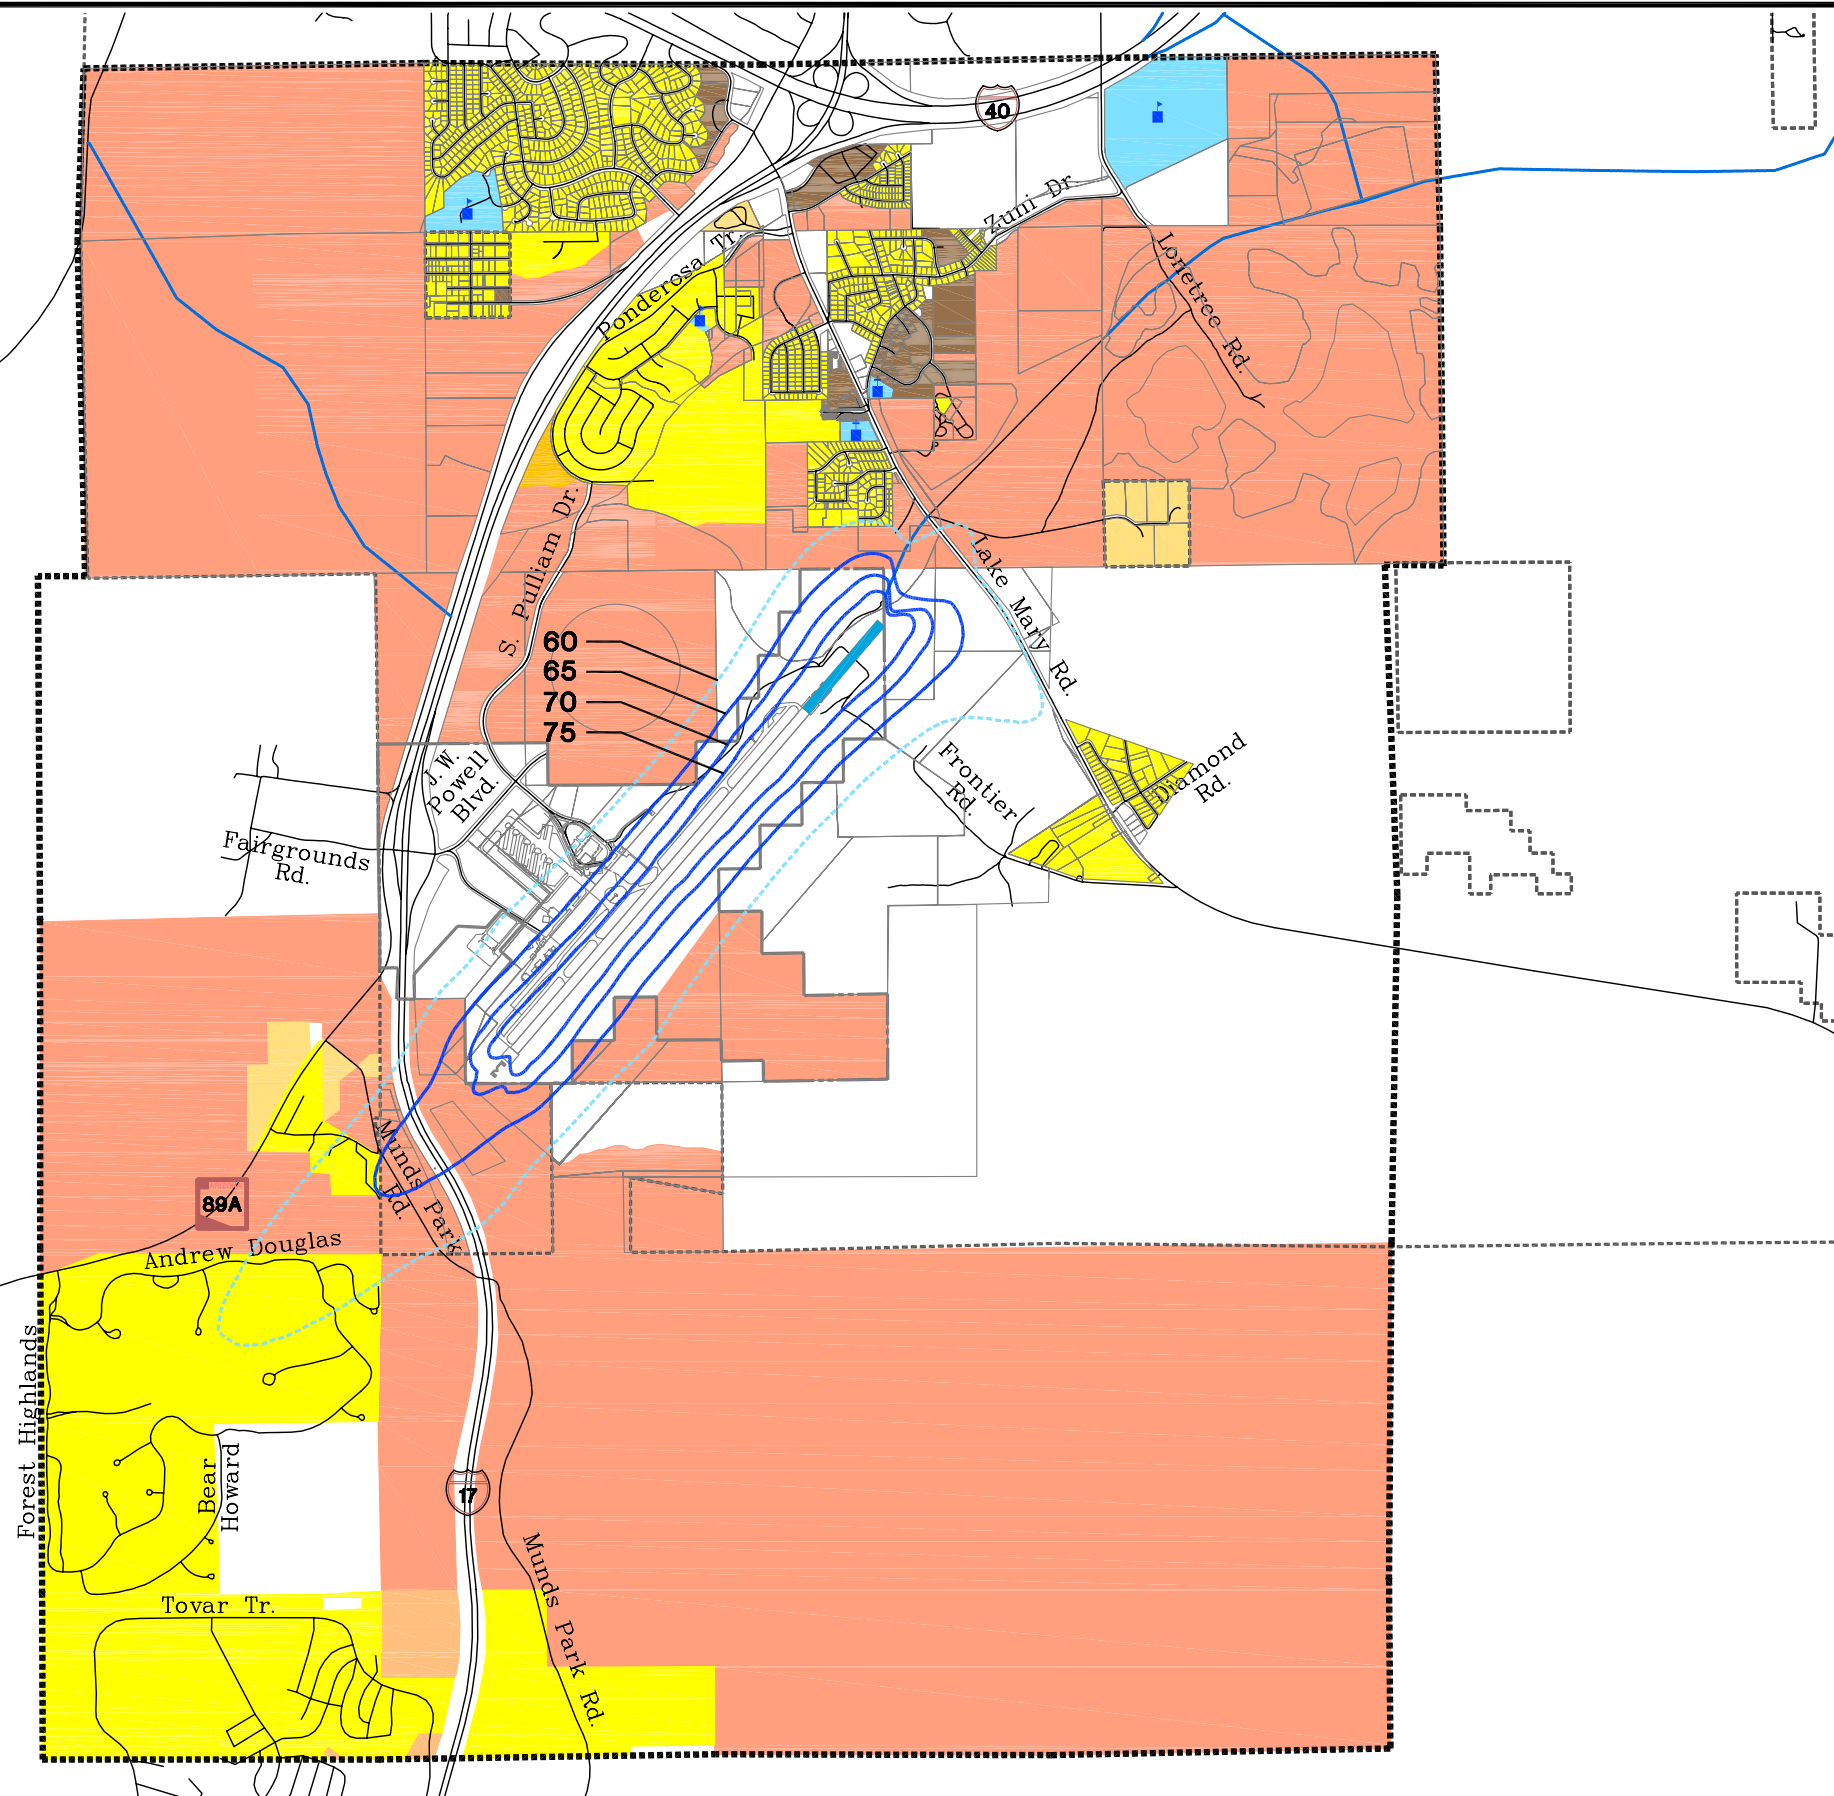 40
Zuni Dr.
Ponderosa Tr.
Lonetree Rd.
S. Pulliam Dr.
Lake Mary Rd.
60
65
70
75
J.W.
Powell
Blvd.
Frontier
Rd.
Diamond
Rd.
Fairgrounds
Rd.
Munds Park
Rd.
89A
Andrew Douglas
Forest Highlands
Bear
Howard
17
Munds Park Rd.
Tovar Tr.